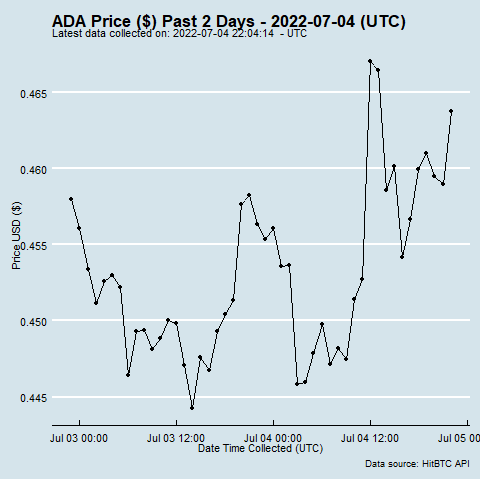 ADA Price ($) Past 2 Days - 2022-07-04 (UTC)
Latest data collected on: 2022-07-04 22:04:14  - UTC
Price USD ($)
0.465
0.460
0.455
0.450
0.445
Jul 03 00:00
Jul 03 12:00
Jul 04 00:00
Jul 04 12:00
Jul 05 00
Date Time Collected (UTC)
Data source: HitBTC API